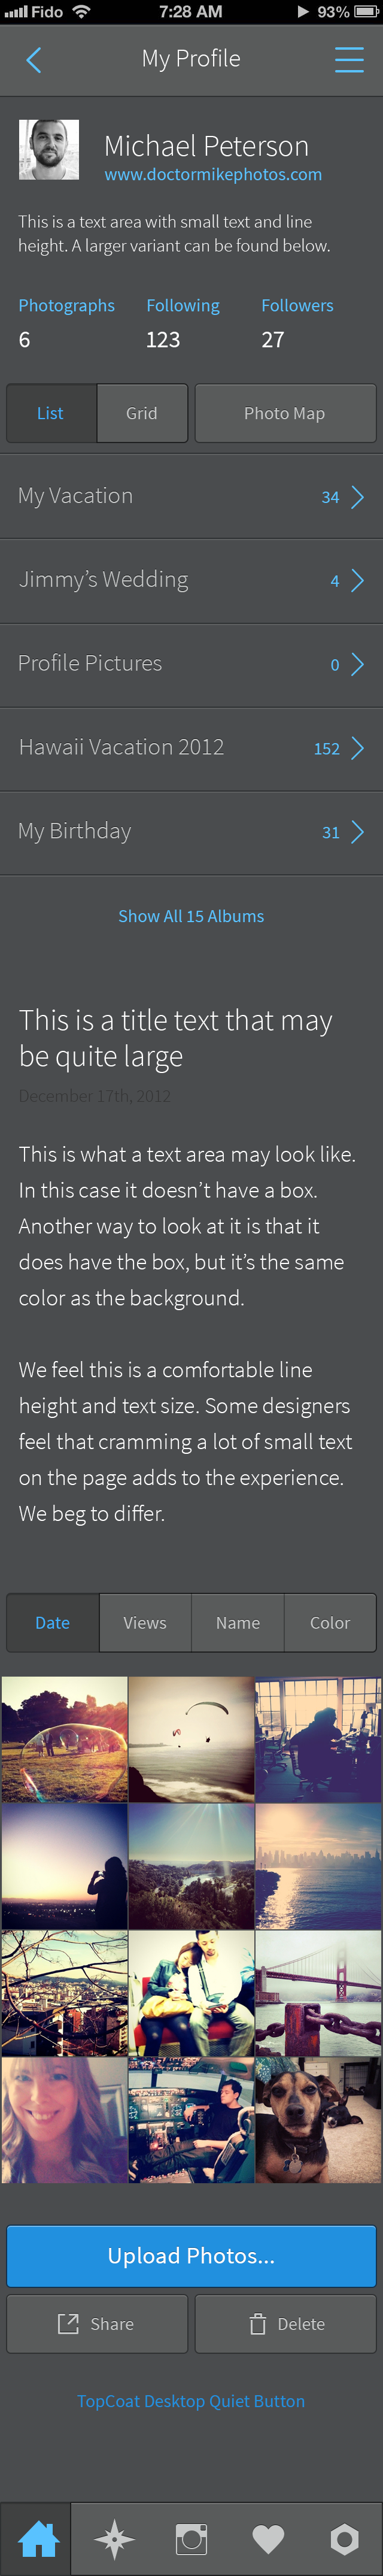 Fido 7:28 AM 93%
My Profile
Michael Peterson
www.doctormikephotos.com
This is a text area with small text and line
height. A larger variant can be found below.
Photographs Following Followers
6 123 27
List Grid Photo Map
My Vacation 34
Jimmy’s Wedding 4
Profile Pictures 0
Hawaii Vacation 2012 152
My Birthday 31
Show All 15 Albums
This is a title text that may
be quite large
December 17th, 2012
This is what a text area may look like.
In this case it doesn’t have a box.
Another way to look at it is that it
does have the box, but it’s the same
color as the background.
We feel this is a comfortable line
height and text size. Some designers
feel that cramming a lot of small text
on the page adds to the experience.
We beg to differ.
Date Views Name Color
Upload Photos...
Share Delete
TopCoat Desktop Quiet Button